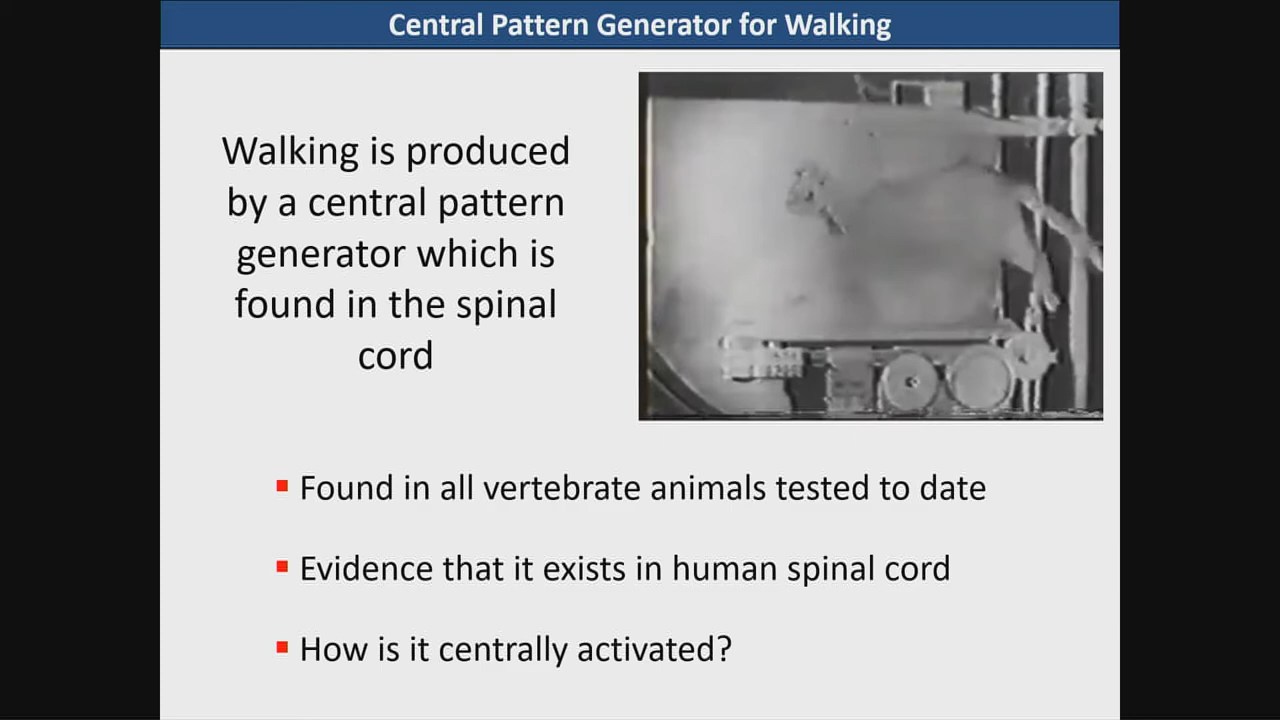 Central Pattern Generator for Walking
Walking is produced
by a central pattern
generator which is
found in the spinal
cord
Found in all vertebrate animals tested to date
Evidence that it exists in human spinal cord
How is it centrally activated?